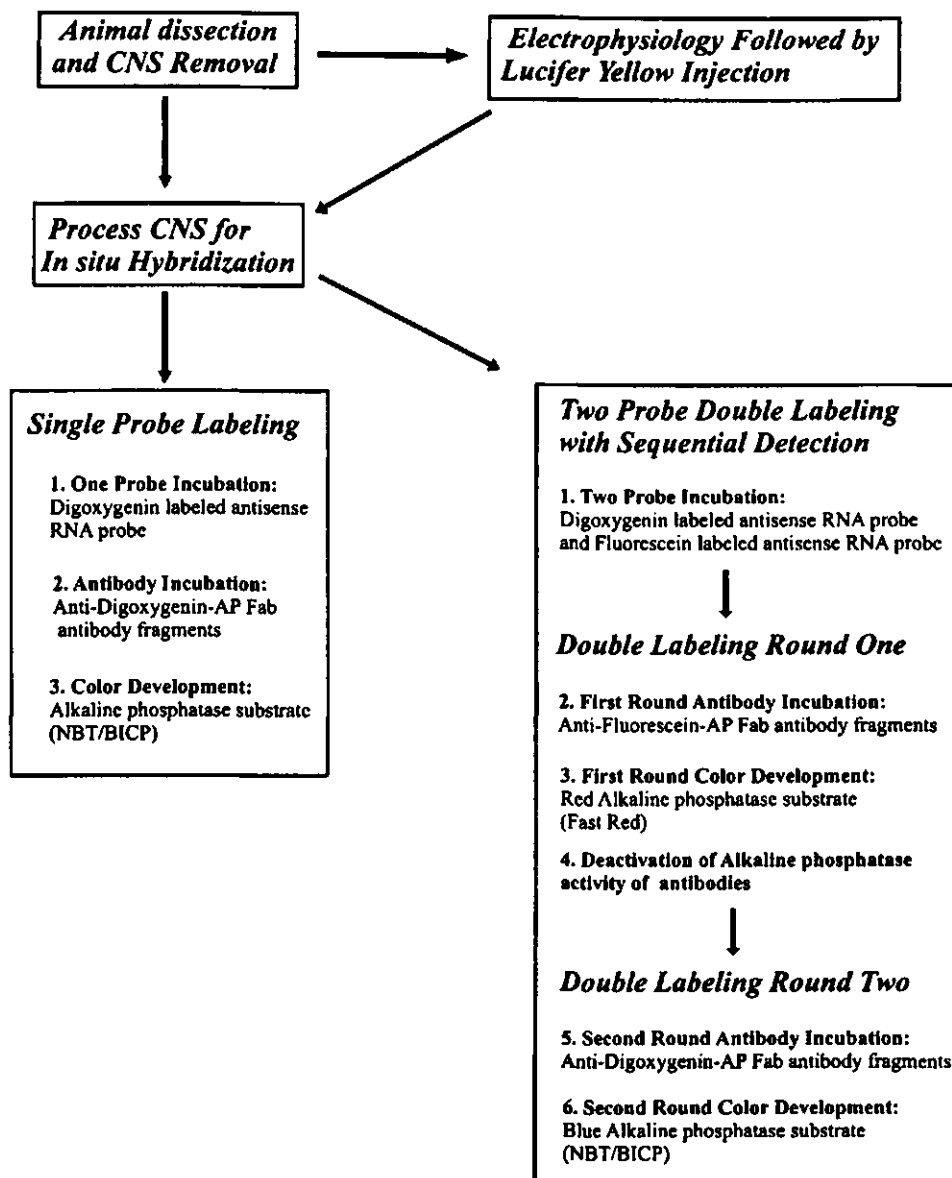 Animal dissection
and CNS Removal
Electrophysiology Followed by
Lucifer Yellow Injection
Process CNS for
In situ Hybridization
Single Probe Labeling
1. One Probe Incubation:
Digoxygenin labeled antisense
RNA probe
2. Antibody Incubation:
Anti-Digoxygenin-AP Fab
antibody fragments
3. Color Development:
Alkaline phosphatase substrate
(NBT/BICP)
Two Probe Double Labeling
with Sequential Detection
1. Two Probe Incubation:
Digoxygenin labeled antisense RNA probe
and Fluorescein labeled antisense RNA probe
Double Labeling Round One
2. First Round Antibody Incubation:
Anti-Fluorescein-AP Fab antibody fragments
3. First Round Color Development:
Red Alkaline phosphatase substrate
(Fast Red)
4. Deactivation of Alkaline phosphatase
activity of antibodies
Double Labeling Round Two
5. Second Round Antibody Incubation:
Anti-Digoxygenin-AP Fab antibody fragments
6. Second Round Color Development:
Blue Alkaline phosphatase substrate
(NBT/BICP)